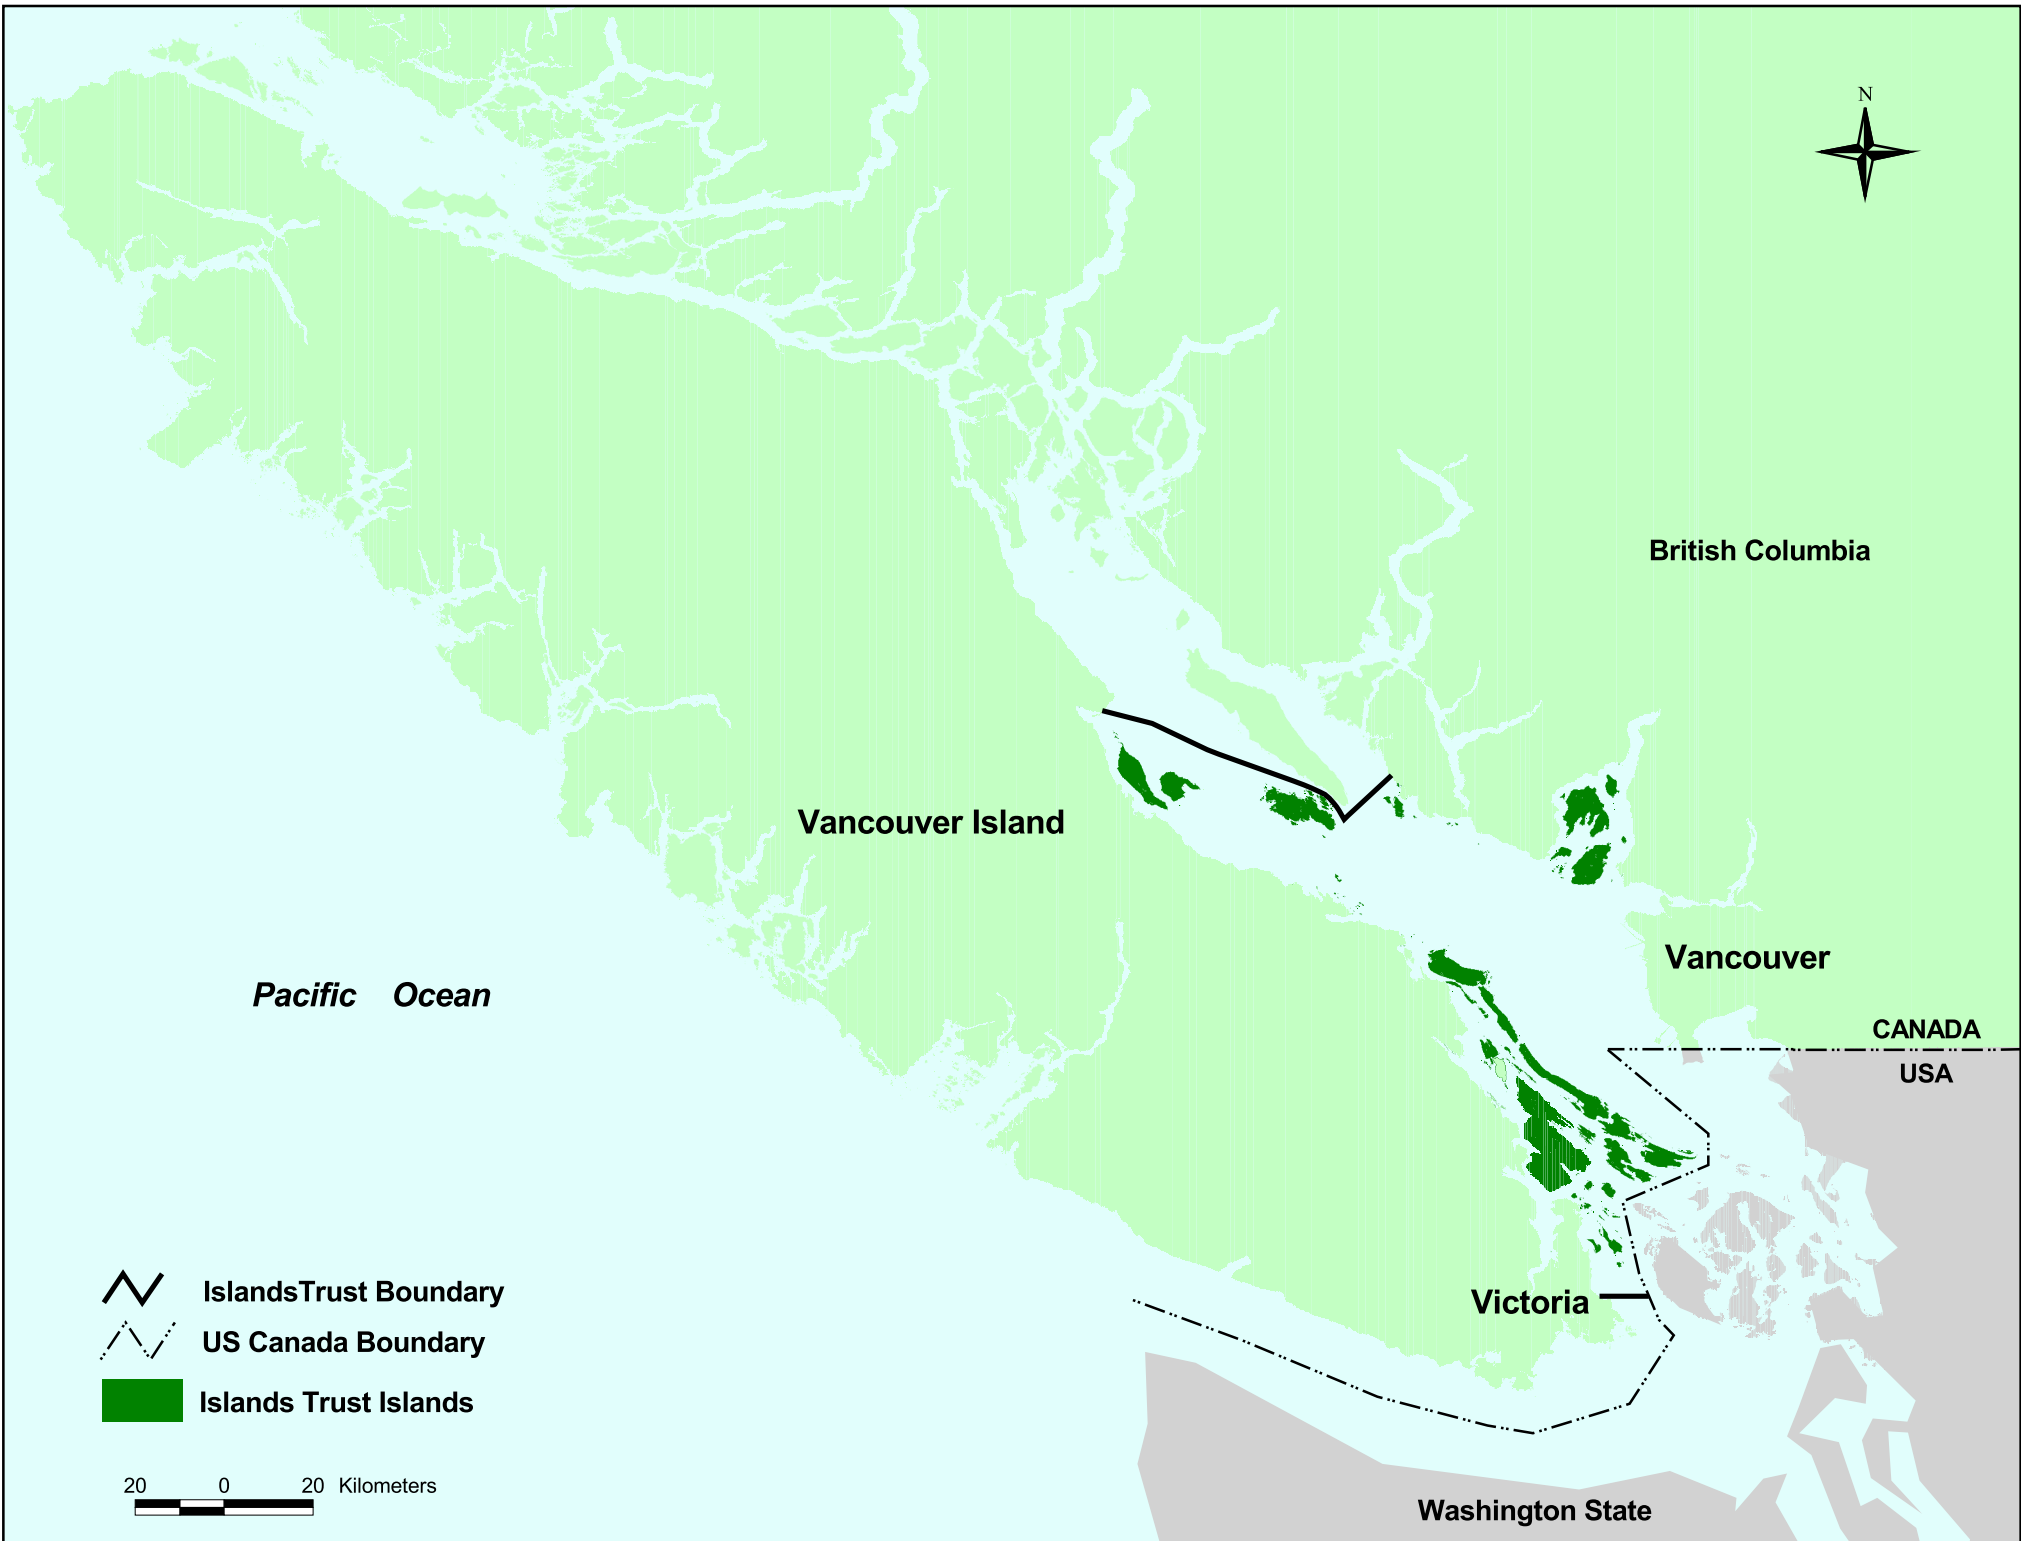 N
British Columbia
Vancouver Island
Vancouver
Pacific Ocean
CANADA
USA
IslandsTrust Boundary
Victoria
US Canada Boundary
Islands Trust Islands
20 0 20 Kilometers
Washington State